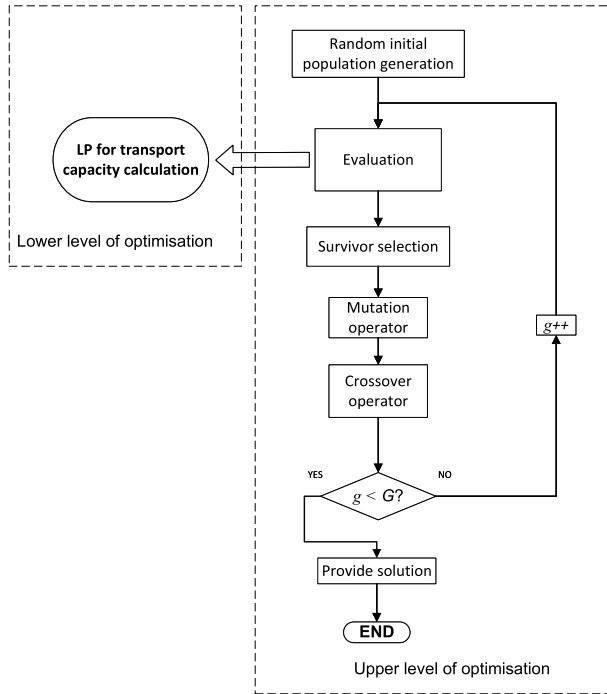 Random initial
population generation
LP for transport
capacity calculation
Evaluation
Lower level of optimisation
Survivor selection
Mutation
operator
g++
Crossover
operator
YES
NO
g < G?
Provide solution
END
Upper level of optimisation